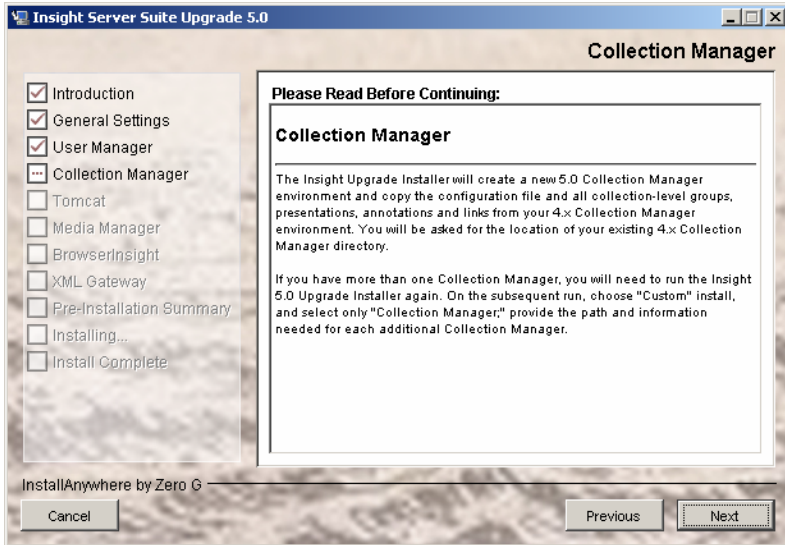 Insight Server Suite Upgrade 5.0
Collection Manager
Introduction
General Settings
User Manager
Collection Manager
Tomcat
Media Manager
BrowserInsight
XML Gateway
Pre-Installation Summary
Installing...
Install Complete
Please Read Before Continuing:
Collection Manager
The Insight Upgrade Installer will create a new 5.0 Collection Manager
environment and copy the configuration file and all collection-level groups,
presentations, annotations and links from your 4.x Collection Manager
environment. You will be asked for the location of your existing 4.x Collection
Manager directory.
If you have more than one Collection Manager, you will need to run the Insight
5.0 Upgrade Installer again. On the subsequent run, choose "Custom" install,
and select only "Collection Manager;" provide the path and information
needed for each additional Collection Manager.
InstallAnywhere by Zero G
Cancel
Previous
Next